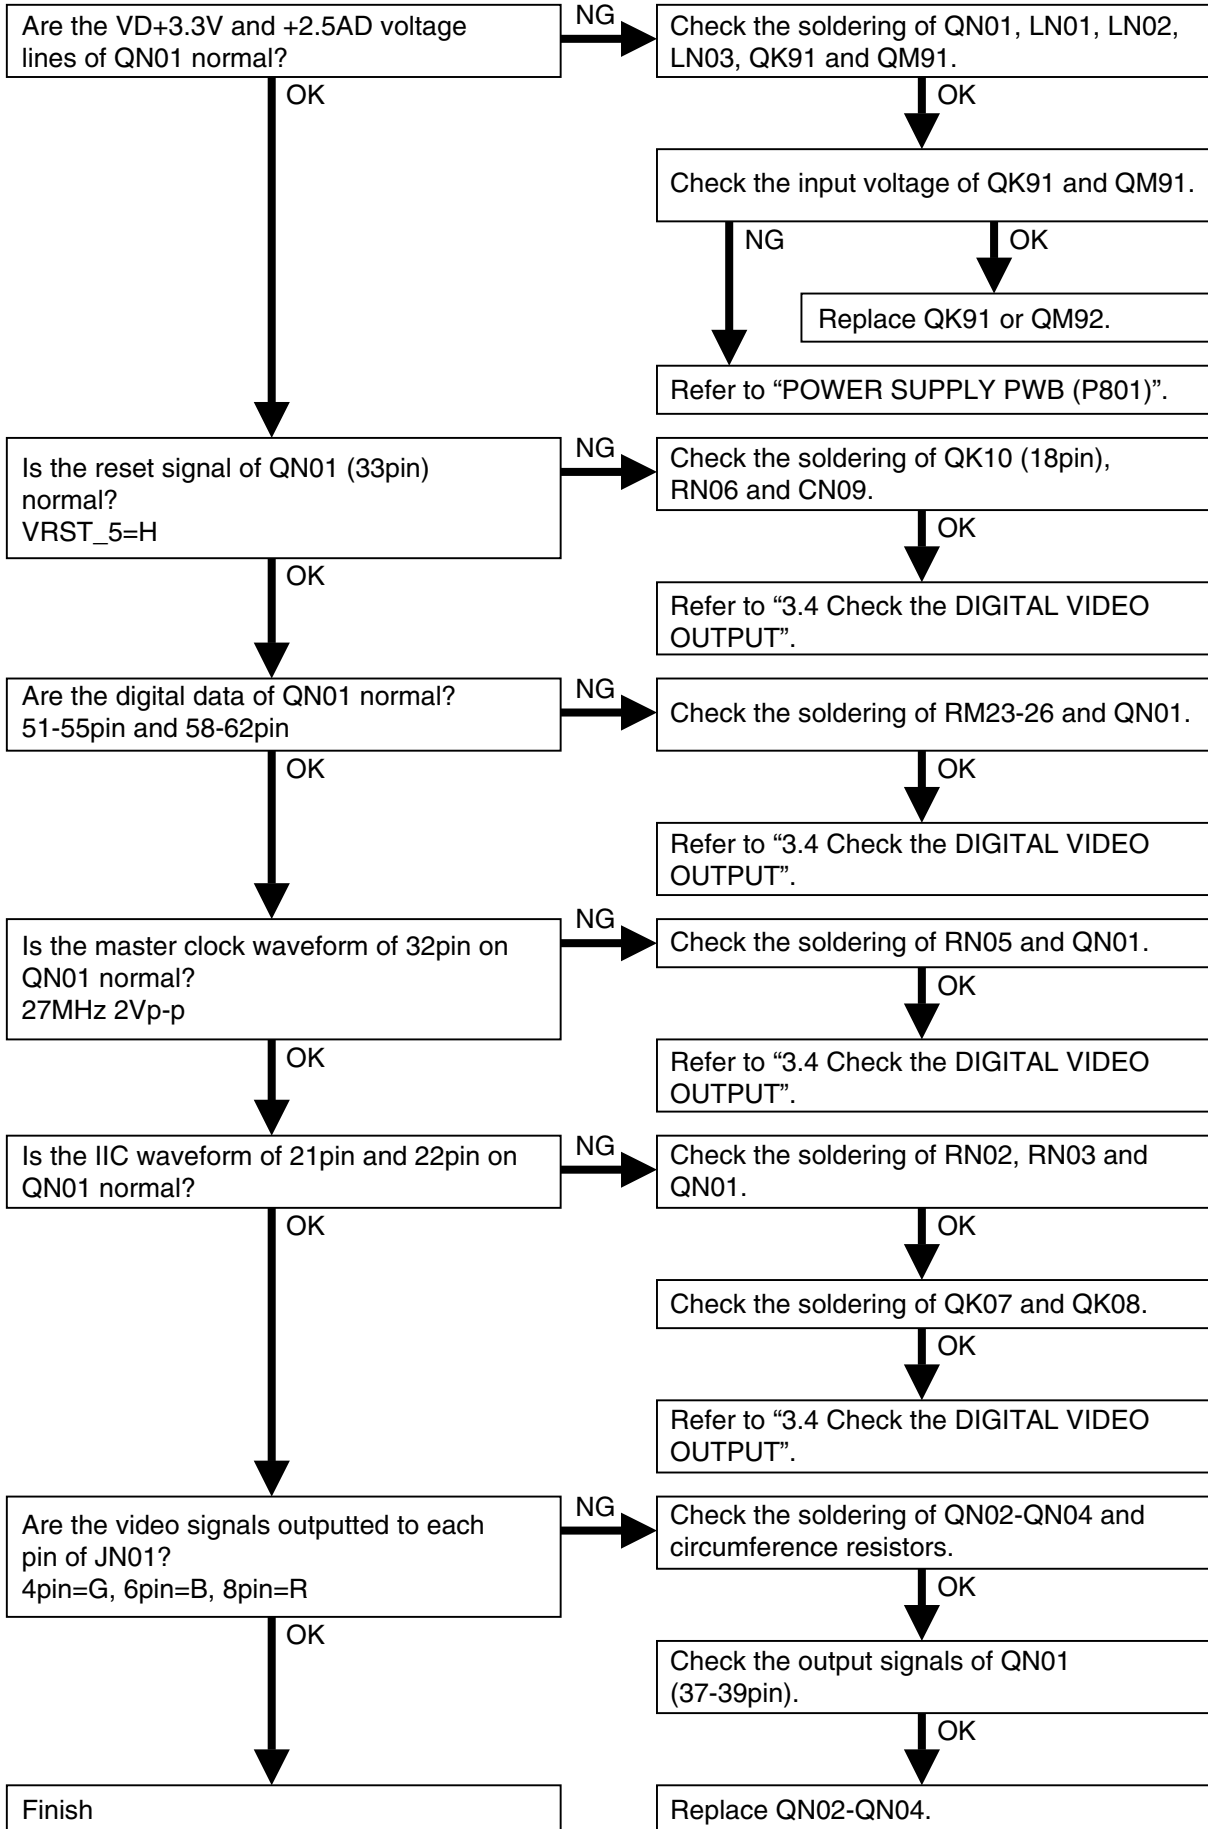 Are the VD+3.3V and +2.5AD voltage
lines of QN01 normal?
NG
Check the soldering of QN01, LN01, LN02,
LN03, QK91 and QM91.
OK
OK
Check the input voltage of QK91 and QM91.
NG
OK
Replace QK91 or QM92.
Refer to “POWER SUPPLY PWB (P801)”.
Is the reset signal of QN01 (33pin)
normal?
VRST_5=H
NG
Check the soldering of QK10 (18pin),
RN06 and CN09.
OK
OK
Refer to “3.4 Check the DIGITAL VIDEO
OUTPUT”.
Are the digital data of QN01 normal?
51-55pin and 58-62pin
NG
Check the soldering of RM23-26 and QN01.
OK
OK
Refer to “3.4 Check the DIGITAL VIDEO
OUTPUT”.
Is the master clock waveform of 32pin on
QN01 normal?
27MHz 2Vp-p
NG
Check the soldering of RN05 and QN01.
OK
OK
Refer to “3.4 Check the DIGITAL VIDEO
OUTPUT”.
Is the IIC waveform of 21pin and 22pin on
QN01 normal?
NG
Check the soldering of RN02, RN03 and
QN01.
OK
OK
Check the soldering of QK07 and QK08.
OK
Refer to “3.4 Check the DIGITAL VIDEO
OUTPUT”.
Are the video signals outputted to each
pin of JN01?
4pin=G, 6pin=B, 8pin=R
NG
Check the soldering of QN02-QN04 and
circumference resistors.
OK
OK
Check the output signals of QN01
(37-39pin).
OK
Finish
Replace QN02-QN04.